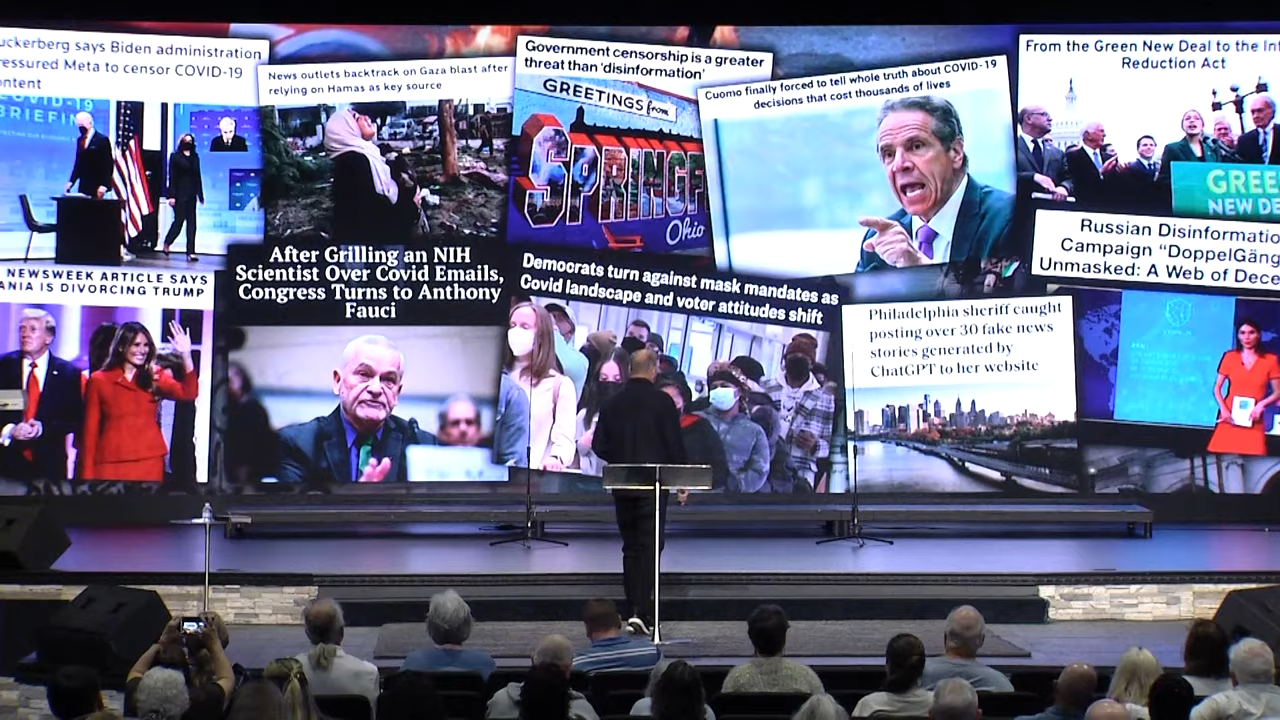 uckerberg says Biden administration
ressured Meta to censor COVID-19
ontent
COVID-19
BRIEFIN
News outlets backtrack on Gaza blast after
relying on Hamas as key source
Government censorship is a greater
threat than 'disinformation'
GREETINGS from
SPRINGF
Ohio
Cuomo finally forced to tell whole truth about COVID-19
decisions that cost thousands of lives
From the Green New Deal to the In
Reduction Act
GREE
NEW DE
NEWSWEEK ARTICLE SAYS
ANIA IS DIVORCING TRUMP
After Grilling an NIH
Scientist Over Covid Emails,
Congress Turns to Anthony
Fauci
Democrats turn against mask mandates as
Covid landscape and voter attitudes shift
Philadelphia sheriff caught
posting over 30 fake news
stories generated by
ChatGPT to her website
Russian Disinformatio
Campaign "DoppelGäng
Unmasked: A Web of Dece